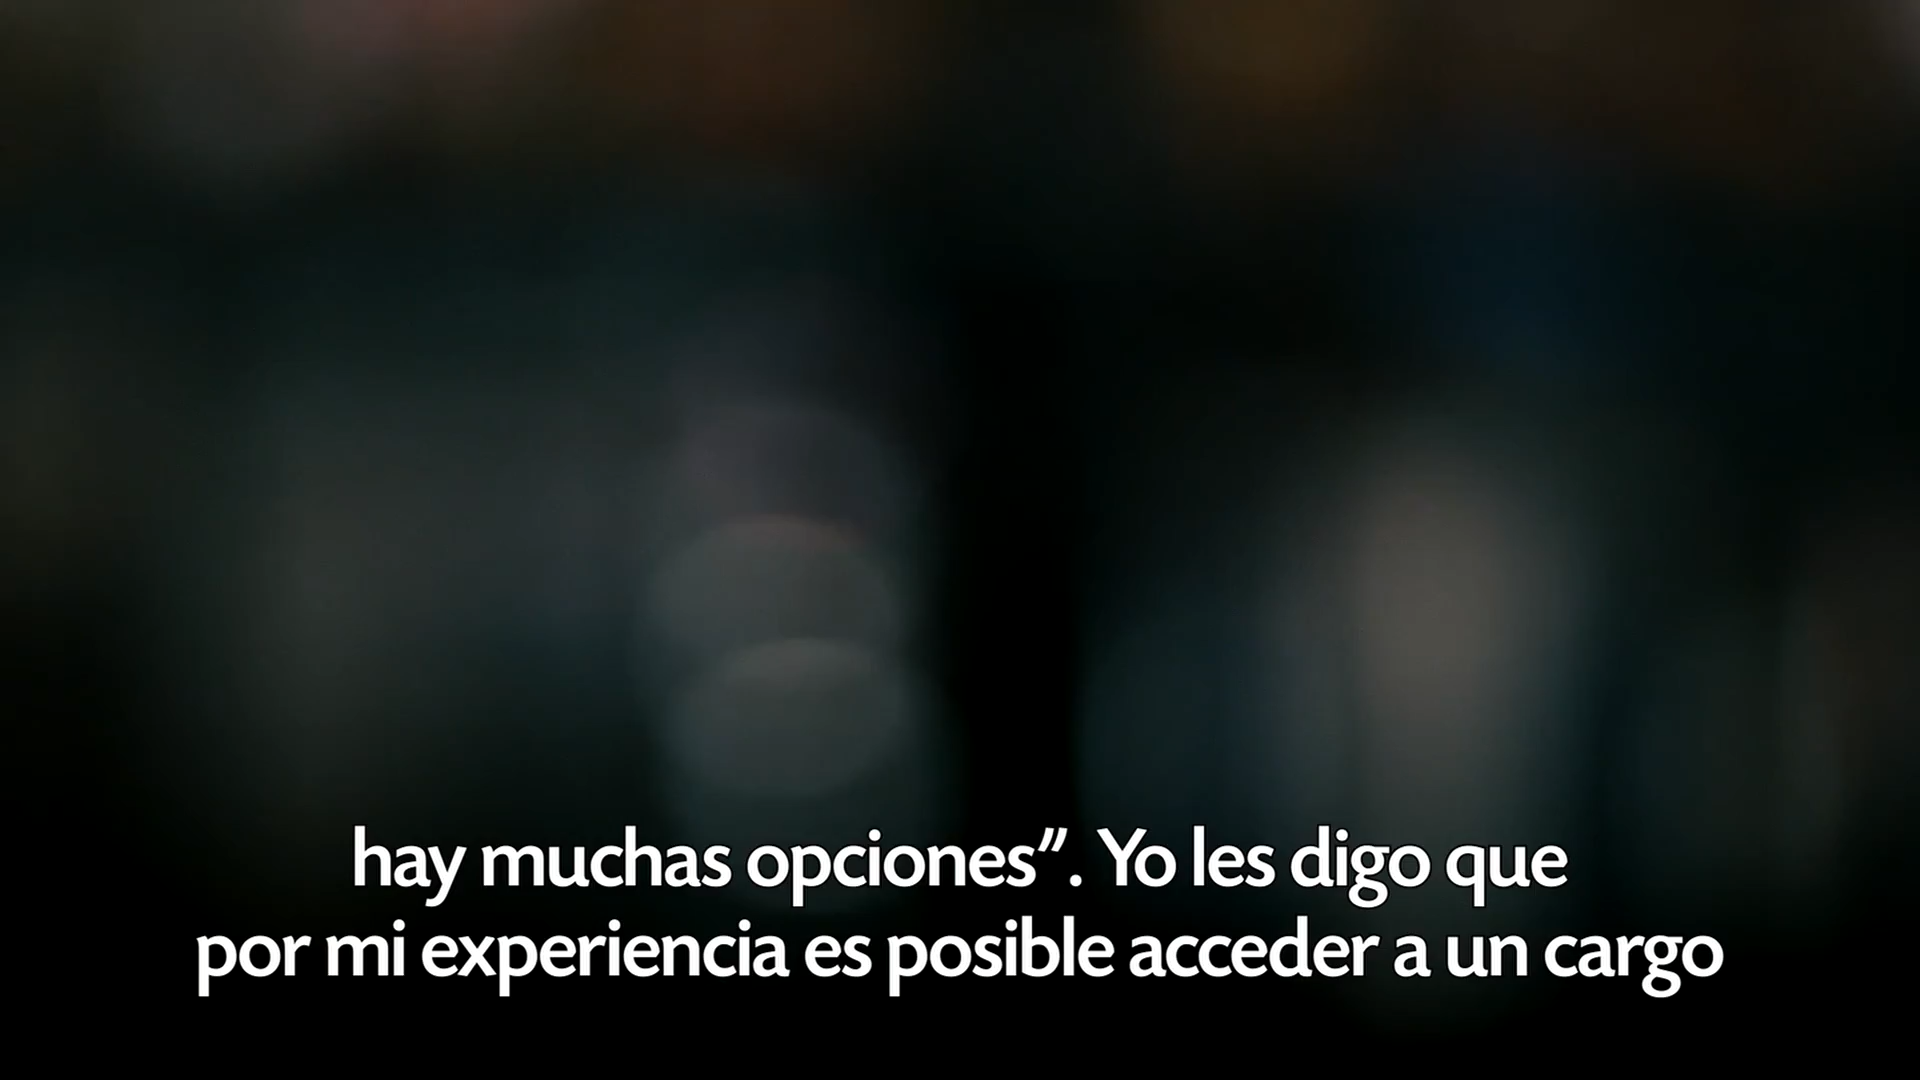 hay muchas opciones”. Yo les digo que
por mi experiencia es posible acceder a un cargo